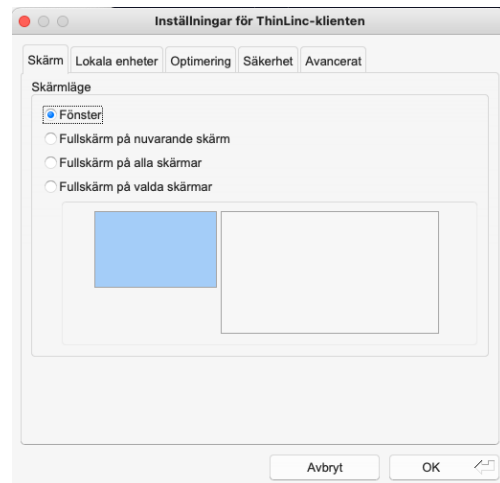 Inställningar för ThinLinc-klienten
Skärm Lokala enheter Optimering Säkerhet Avancerat
Skärmläge
Fönster
Fullskärm på nuvarande skärm
Fullskärm på alla skärmar
Fullskärm på valda skärmar
Avbryt OK